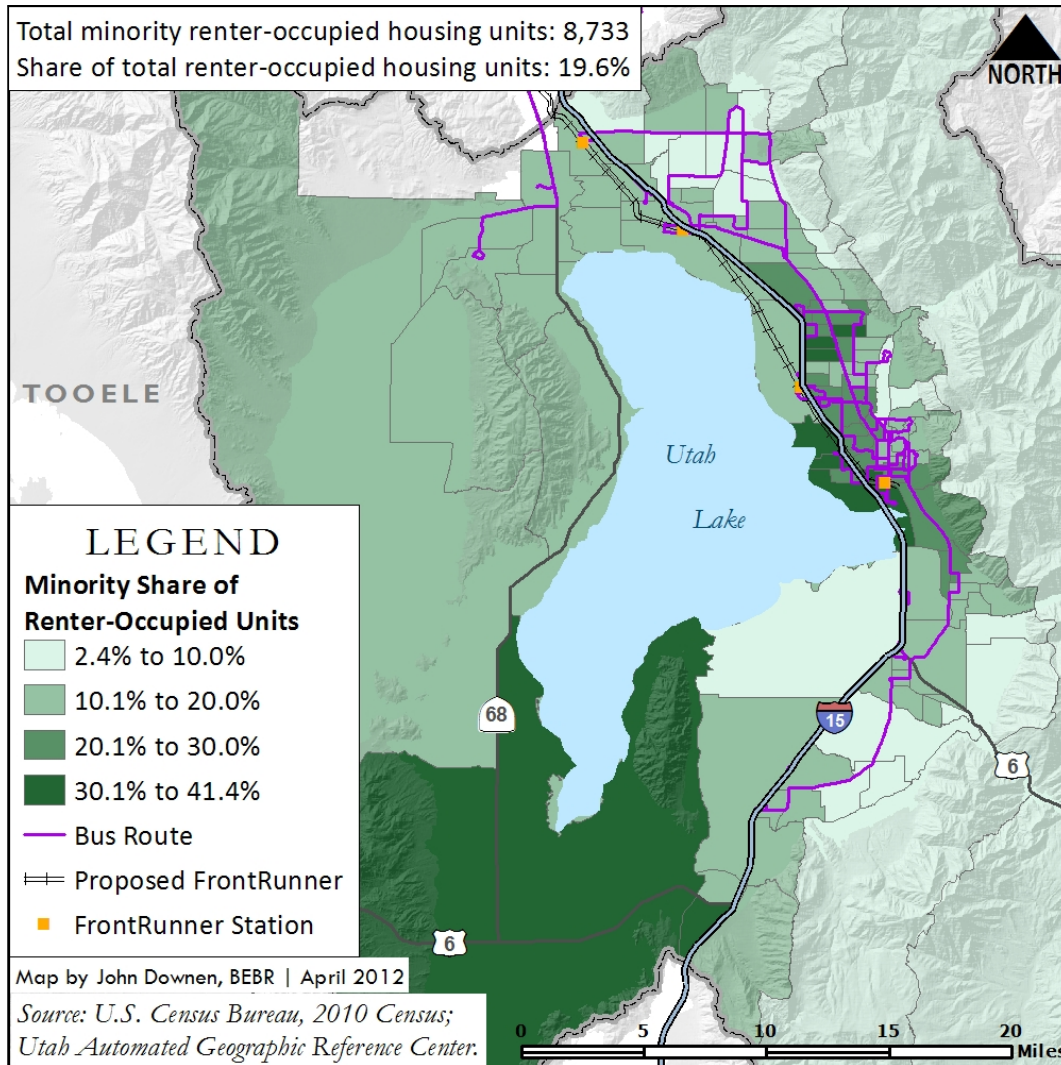 Total minority renter-occupied housing units: 8,733
Share of total renter-occupied housing units: 19.6%
NORTH
TOOELE
Utah
Lake
LEGEND
Minority Share of
Renter-Occupied Units
2.4% to 10.0%
10.1% to 20.0%
20.1% to 30.0%
30.1% to 41.4%
Bus Route
Proposed FrontRunner
FrontRunner Station
68
15
6
6
Map by John Downen, BEBR | April 2012
Source: U.S. Census Bureau, 2010 Census;
Utah Automated Geographic Reference Center.
0 5 10 15 20
Miles